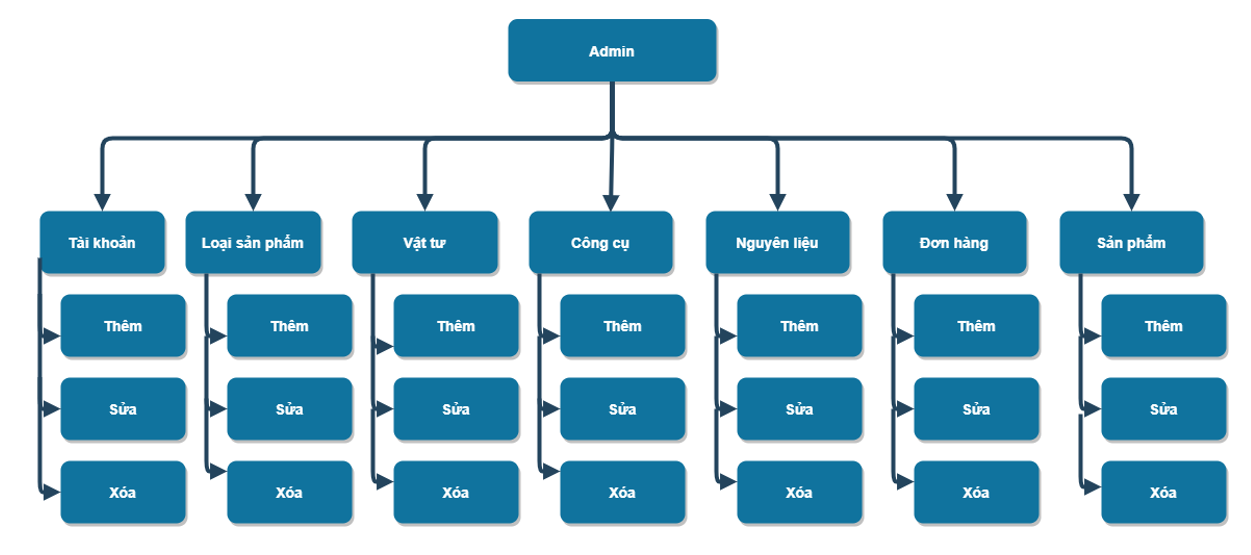 Admin
Tài khoản
Loại sản phẩm
Vật tư
Công cụ
Nguyên liệu
Đơn hàng
Sản phẩm
Thêm
Thêm
Thêm
Thêm
Thêm
Thêm
Thêm
Sửa
Sửa
Sửa
Sửa
Sửa
Sửa
Sửa
Xóa
Xóa
Xóa
Xóa
Xóa
Xóa
Xóa